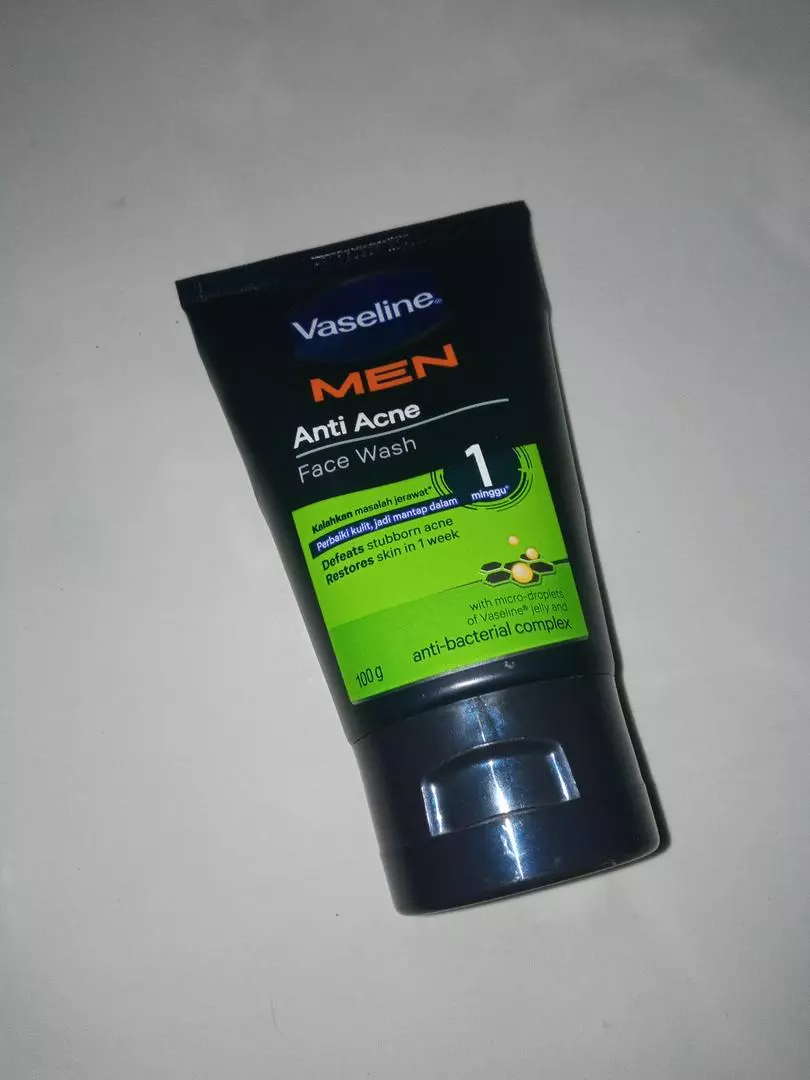 Vaseline®
MEN
Anti Acne
Face Wash
1
minggu*
Kalahkan masalah jerawat*
Perbaiki kulit, jadi mantap dalam
Defeats stubborn acne
Restores skin in 1 week
with micro-droplets
of Vaseline® jelly and
anti-bacterial complex
100 g